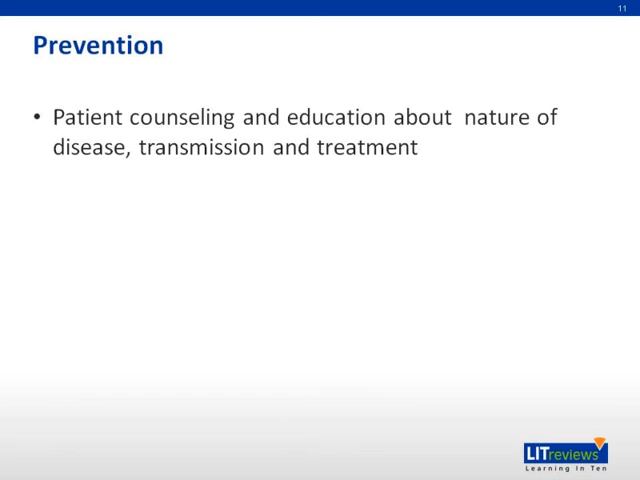 11
Prevention
• Patient counseling and education about nature of
disease, transmission and treatment
LITreviews
Learning In Ten